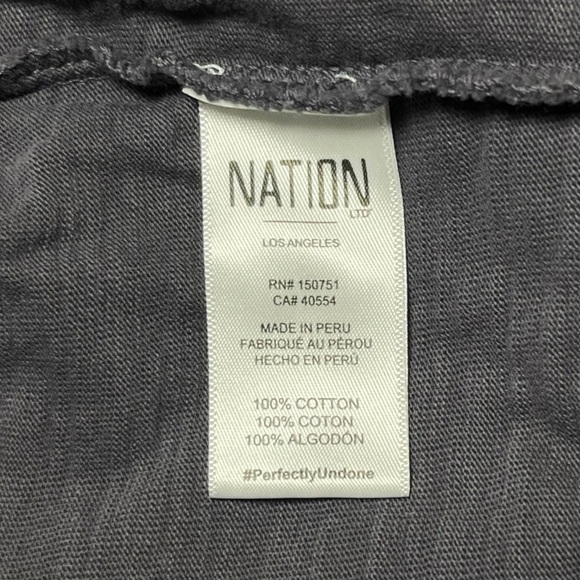 NATION
LTD
LOS ANGELES
RN# 150751
CA# 40554
MADE IN PERU
FABRIQUÉ AU PÉROU
HECHO EN PERÚ
100% COTTON
100% COTON
100% ALGODÓN
#PerfectlyUndone